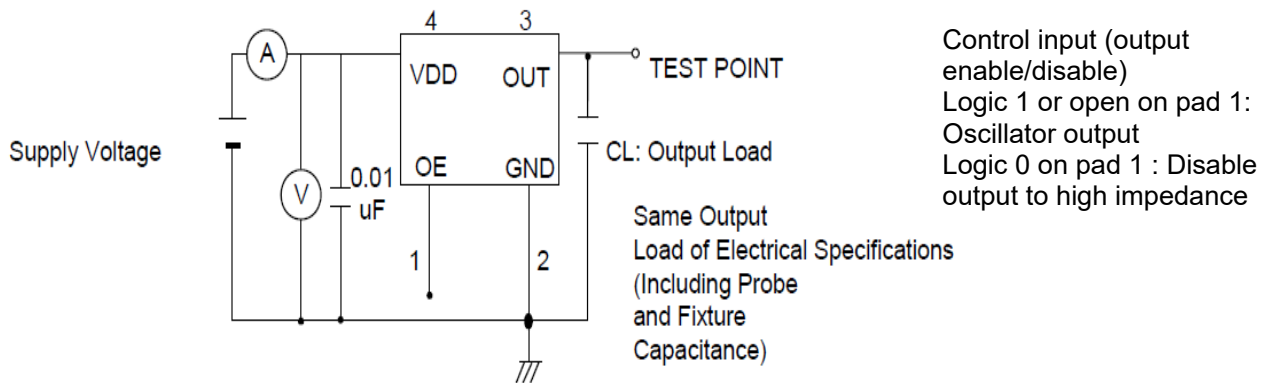 4
3
A
VDD
OUT
TEST POINT
Supply Voltage
V
0.01
uF
OE
GND
CL: Output Load
1
2
Same Output
Load of Electrical Specifications
(Including Probe
and Fixture
Capacitance)
Control input (output
enable/disable)
Logic 1 or open on pad 1:
Oscillator output
Logic 0 on pad 1 : Disable
output to high impedance